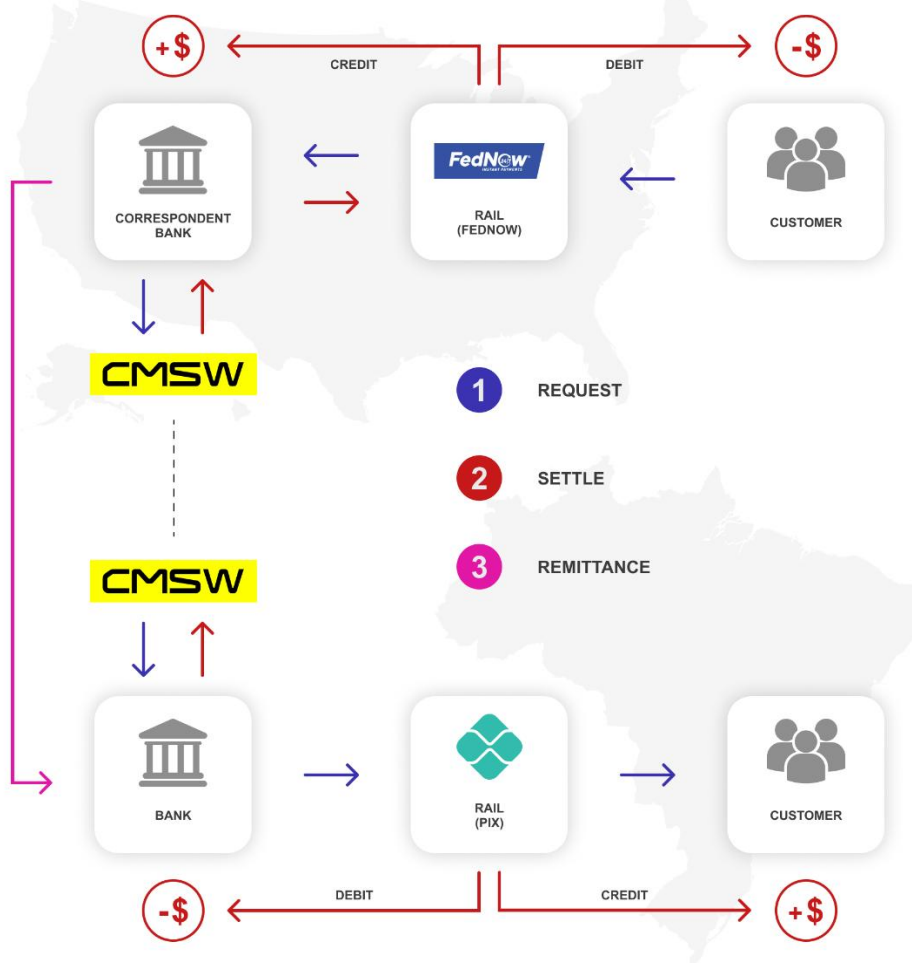 +$
CREDIT
DEBIT
-$
CORRESPONDENT
BANK
FedNow
INSTANT PAYMENTS
RAIL
(FEDNOW)
CUSTOMER
CMSW
1 REQUEST
2 SETTLE
3 REMITTANCE
CMSW
BANK
RAIL
(PIX)
CUSTOMER
-$
DEBIT
CREDIT
+$